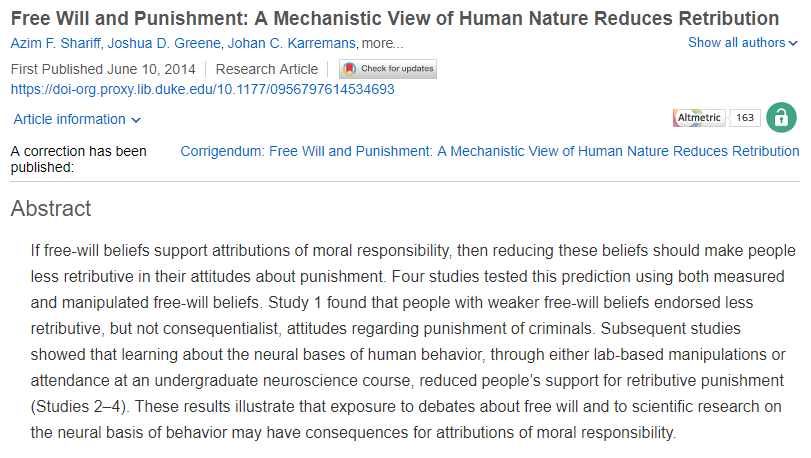 Free Will and Punishment: A Mechanistic View of Human Nature Reduces Retribution
Azim F. Shariff, Joshua D. Greene, Johan C. Karremans, more...
Show all authors
First Published June 10, 2014
Research Article
Check for updates
https://doi-org.proxy.lib.duke.edu/10.1177/0956797614534693
Article information
Altmetric
163
A correction has been
published:
Corrigendum: Free Will and Punishment: A Mechanistic View of Human Nature Reduces Retribution
Abstract
If free-will beliefs support attributions of moral responsibility, then reducing these beliefs should make people
less retributive in their attitudes about punishment. Four studies tested this prediction using both measured
and manipulated free-will beliefs. Study 1 found that people with weaker free-will beliefs endorsed less
retributive, but not consequentialist, attitudes regarding punishment of criminals. Subsequent studies
showed that learning about the neural bases of human behavior, through either lab-based manipulations or
attendance at an undergraduate neuroscience course, reduced people’s support for retributive punishment
(Studies 2–4). These results illustrate that exposure to debates about free will and to scientific research on
the neural basis of behavior may have consequences for attributions of moral responsibility.